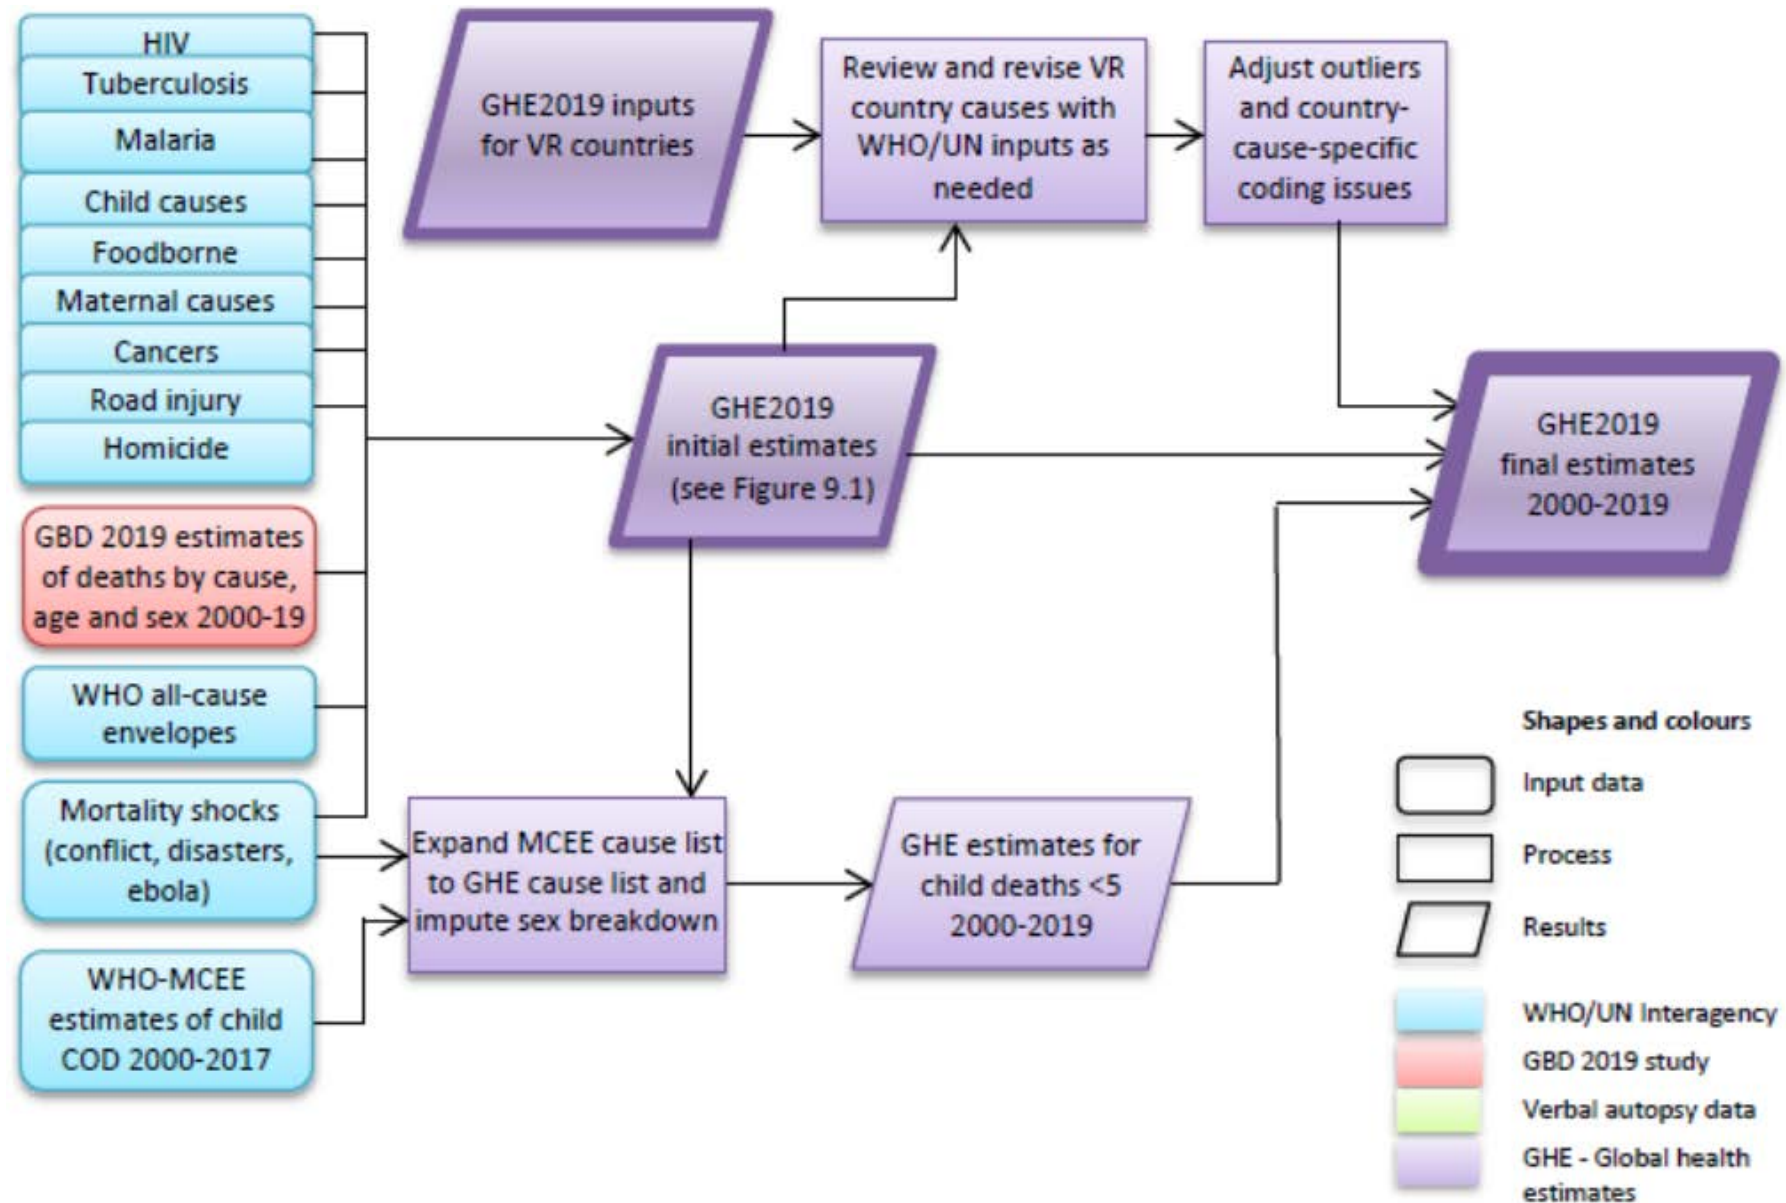 HIV
Tuberculosis
Malaria
Child causes
Foodborne
Maternal causes
Cancers
Road injury
Homicide
GBD 2019 estimates
of deaths by cause,
age and sex 2000-19
WHO all-cause
envelopes
Mortality shocks
(conflict, disasters,
ebola)
WHO-MCEE
estimates of child
COD 2000-2017
GHE2019 inputs
for VR countries
Review and revise VR
country causes with
WHO/UN inputs as
needed
Adjust outliers
and country-
cause-specific
coding issues
GHE2019
initial estimates
(see Figure 9.1)
GHE2019
final estimates
2000-2019
Expand MCEE cause list
to GHE cause list and
impute sex breakdown
GHE estimates for
child deaths <5
2000-2019
Shapes and colours
Input data
Process
Results
WHO/UN Interagency
GBD 2019 study
Verbal autopsy data
GHE - Global health
estimates